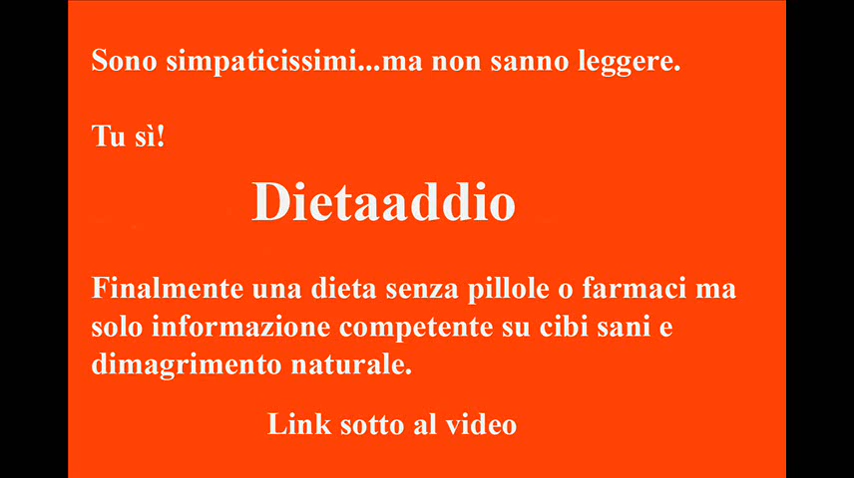 Sono simpaticissimi...ma non sanno leggere.
Tu sì!
Dietaaddio
Finalmente una dieta senza pillole o farmaci ma
solo informazione competente su cibi sani e
dimagrimento naturale.
Link sotto al video